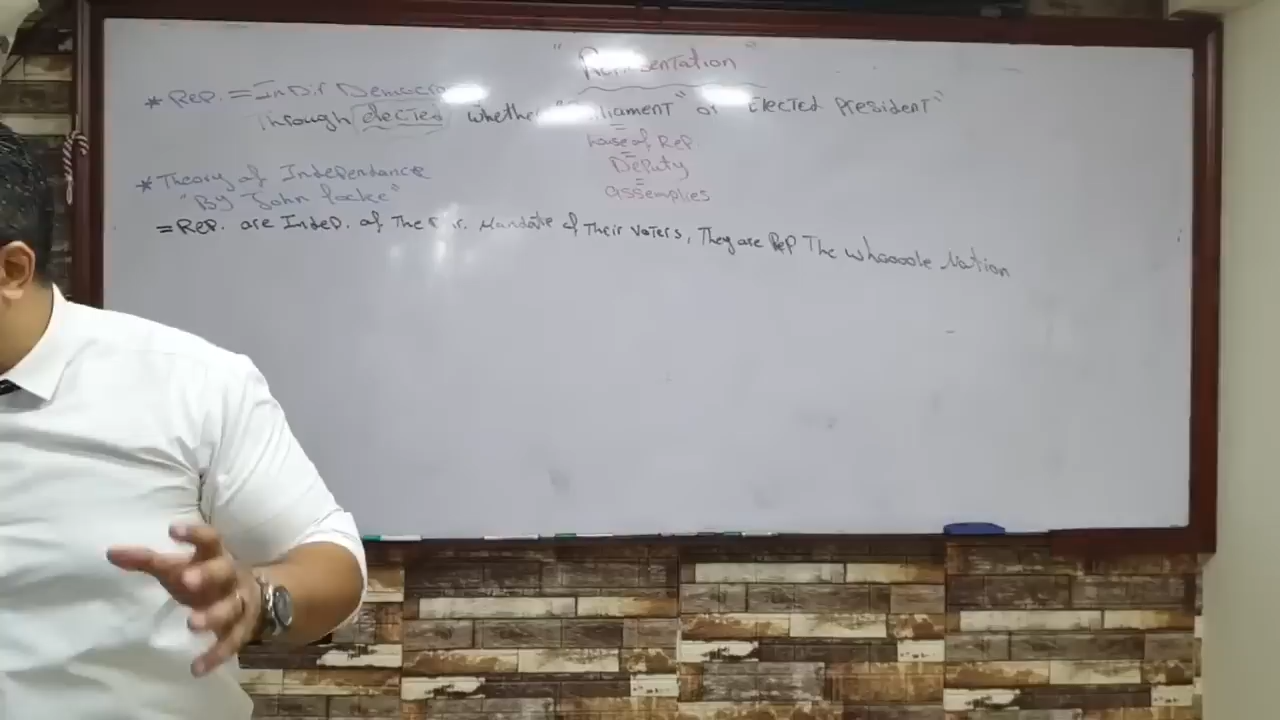 "Representation"
* Rep. = InDir Democra
Through elected whether "Parliament" or elected President"
=
house of Rep.
=
Deputy
=
assemplies
* Theory of Independance
"By John locke"
= Rep. are IndeP. of The Mandate of Their voters, They are Rep The whooole Nation